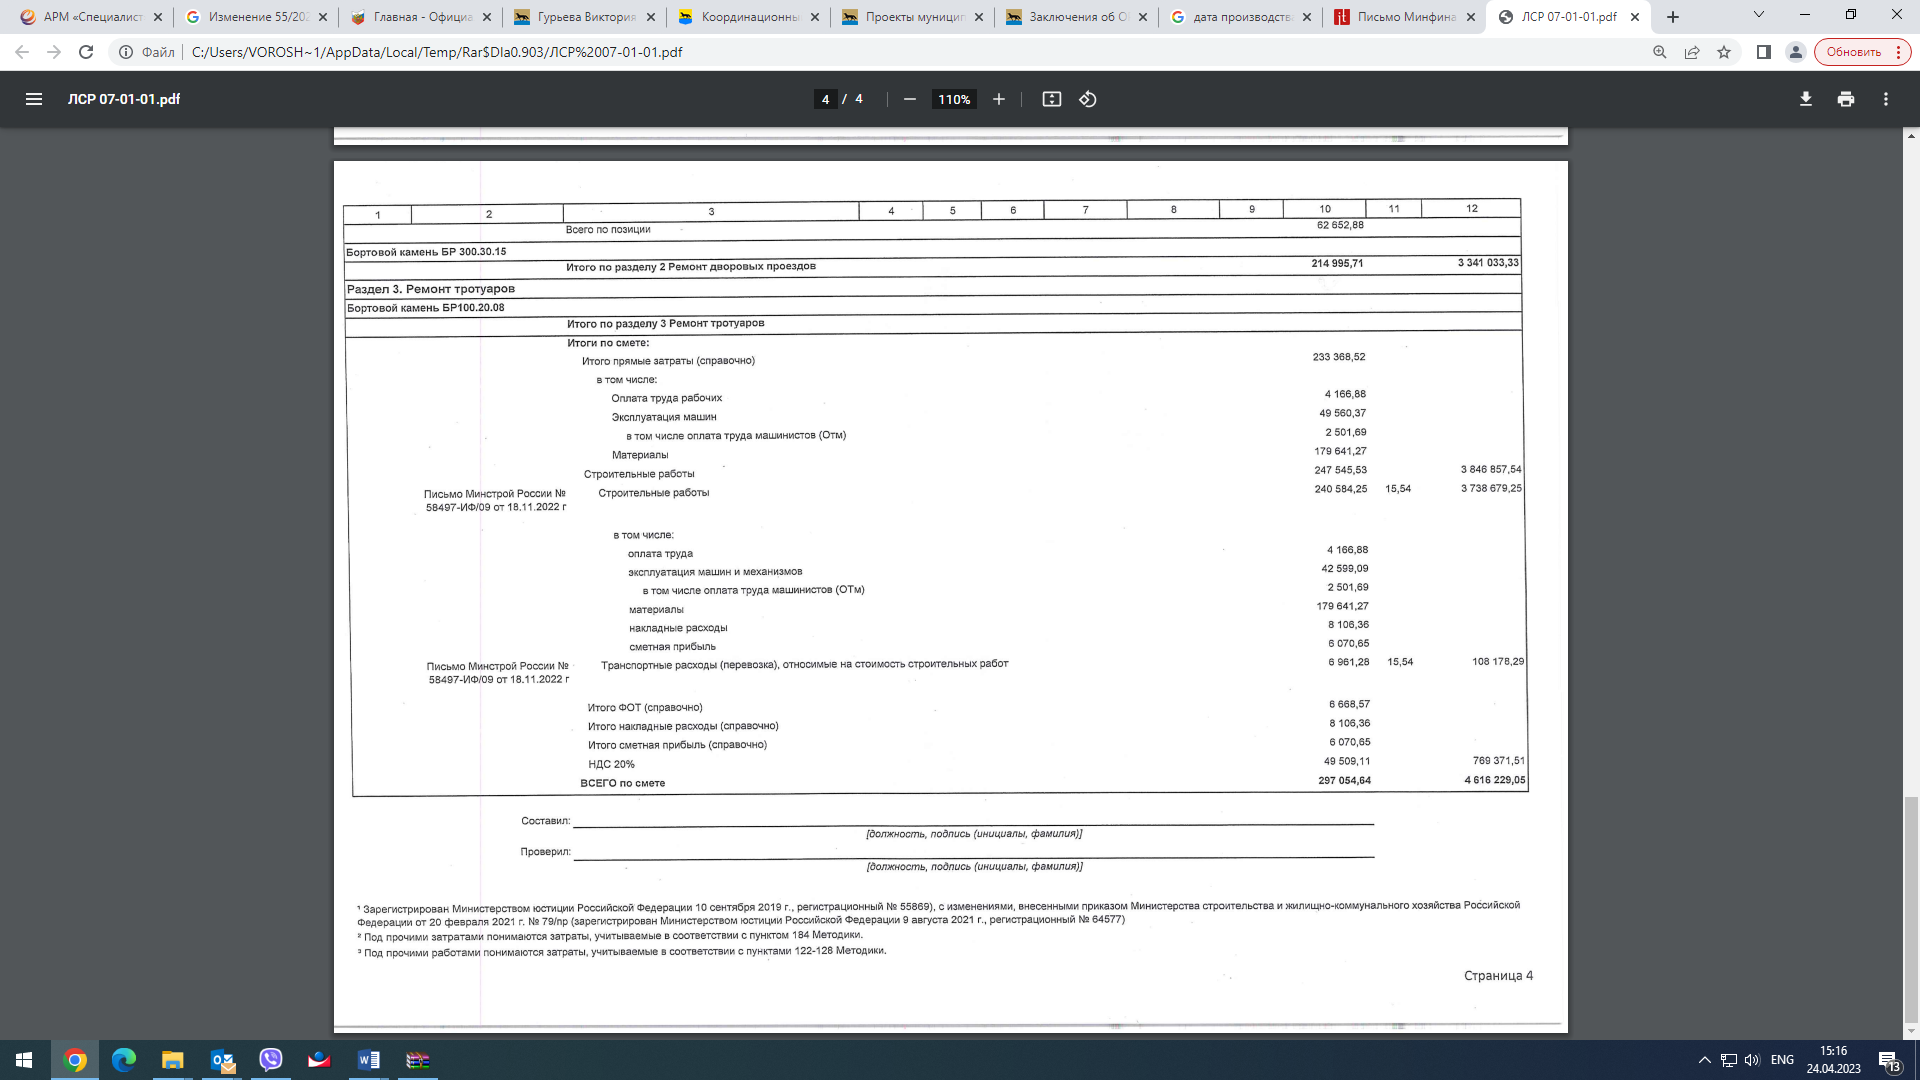 АРМ «Специалист
Изменение 55/202
Главная - Официа
Гурьева Виктория
Координационны
Проекты муницип
Заключения об О
дата производства
Письмо Минфина
ЛСР 07-01-01.pdf
Файл
C:/Users/VOROSH~1/AppData/Local/Temp/Rar$DIa0.903/ЛСР%2007-01-01.pdf
Обновить
ЛСР 07-01-01.pdf
4 / 4
110%
1 2 3 4 5 6 7 8 9 10 11 12
Всего по позиции 62 652,88
Бортовой камень БР 300.30.15
Итого по разделу 2 Ремонт дворовых проездов 214 995,71 3 341 033,33
Раздел 3. Ремонт тротуаров
Бортовой камень БР100.20.08
Итого по разделу 3 Ремонт тротуаров
Итоги по смете:
Итого прямые затраты (справочно) 233 368,52
в том числе:
Оплата труда рабочих 4 166,88
Эксплуатация машин 49 560,37
в том числе оплата труда машинистов (Отм) 2 501,69
Материалы 179 641,27
Строительные работы 247 545,53 3 846 857,54
Письмо Минстрой России № Строительные работы 240 584,25 15,54 3 738 679,25
58497-ИФ/09 от 18.11.2022 г
в том числе:
оплата труда 4 166,88
эксплуатация машин и механизмов 42 599,09
в том числе оплата труда машинистов (ОТм) 2 501,69
материалы 179 641,27
накладные расходы 8 106,36
сметная прибыль 6 070,65
Письмо Минстрой России № Транспортные расходы (перевозка), относимые на стоимость строительных работ 6 961,28 15,54 108 178,29
58497-ИФ/09 от 18.11.2022 г
Итого ФОТ (справочно) 6 668,57
Итого накладные расходы (справочно) 8 106,36
Итого сметная прибыль (справочно) 6 070,65
НДС 20% 49 509,11 769 371,51
ВСЕГО по смете 297 054,64 4 616 229,05
Составил:
[должность, подпись (инициалы, фамилия)]
Проверил:
[должность, подпись (инициалы, фамилия)]
¹ Зарегистрирован Министерством юстиции Российской Федерации 10 сентября 2019 г., регистрационный № 55869), с изменениями, внесенными приказом Министерства строительства и жилищно-коммунального хозяйства Российской
Федерации от 20 февраля 2021 г. № 79/пр (зарегистрирован Министерством юстиции Российской Федерации 9 августа 2021 г., регистрационный № 64577)
² Под прочими затратами понимаются затраты, учитываемые в соответствии с пунктом 184 Методики.
³ Под прочими работами понимаются затраты, учитываемые в соответствии с пунктами 122-128 Методики.
Страница 4
ENG
15:16
24.04.2023
13